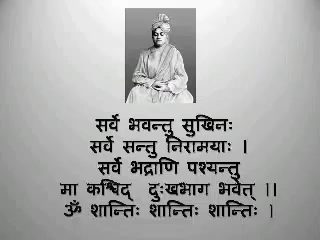 सर्वे भवन्तु सुखिनः
सर्वे सन्तु निरामयाः ।
सर्वे भद्राणि पश्यन्तु
मा कश्चिद् दुःखभाग भवेत् ।।
ॐ शान्तिः शान्तिः शान्तिः ।